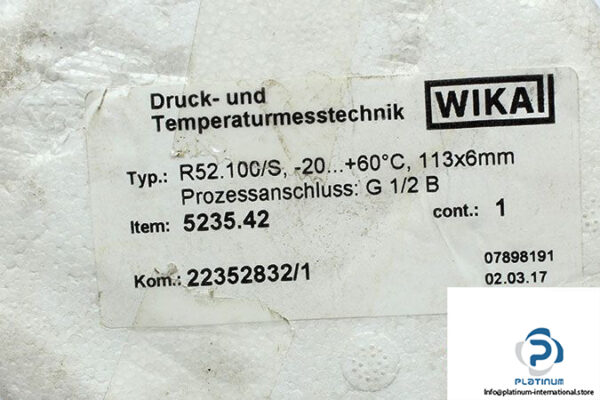 Druck- und
Temperaturmesstechnik
WIKA
Typ.: R52.100/S, -20...+60°C, 113x6mm
Prozessanschluss: G 1/2 B
Item: 5235.42 cont.: 1
07898191
Kom.: 22352832/1 02.03.17
PLATINUM
Info@platinum-international.store